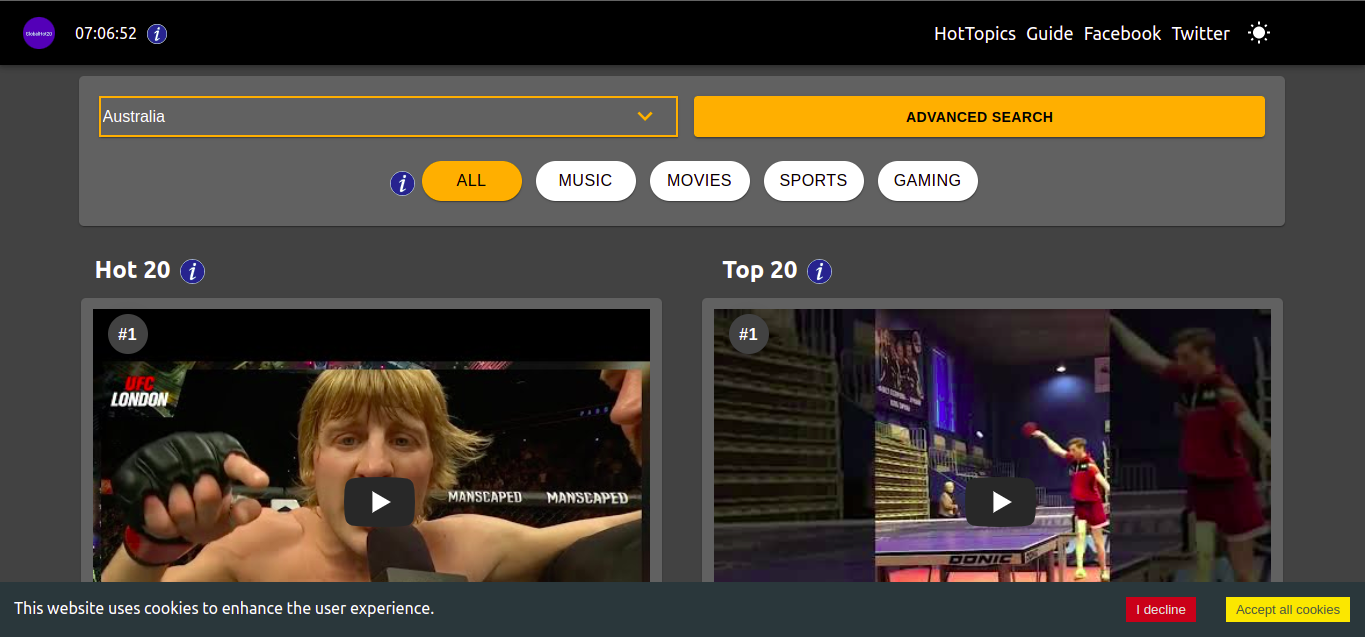 GlobalHot20
07:06:52
HotTopics Guide Facebook Twitter
Australia
ADVANCED SEARCH
ALL MUSIC MOVIES SPORTS GAMING
Hot 20
Top 20
#1
#1
UFC
LONDON
MANSCAPED MANSCAPED
DONIC
This website uses cookies to enhance the user experience.
I decline
Accept all cookies